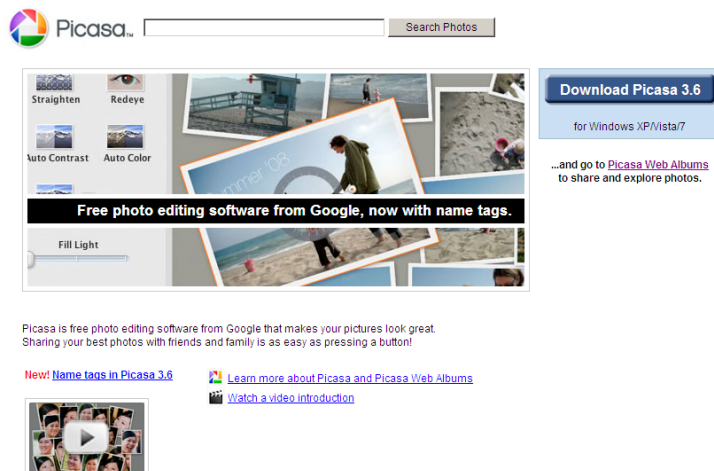 Picasa™
Search Photos
Straighten
Redeye
Auto Contrast
Auto Color
Summer '08
Free photo editing software from Google, now with name tags.
Fill Light
Download Picasa 3.6
for Windows XP/Vista/7
...and go to Picasa Web Albums
to share and explore photos.
Picasa is free photo editing software from Google that makes your pictures look great.
Sharing your best photos with friends and family is as easy as pressing a button!
New! Name tags in Picasa 3.6
Learn more about Picasa and Picasa Web Albums
Watch a video introduction